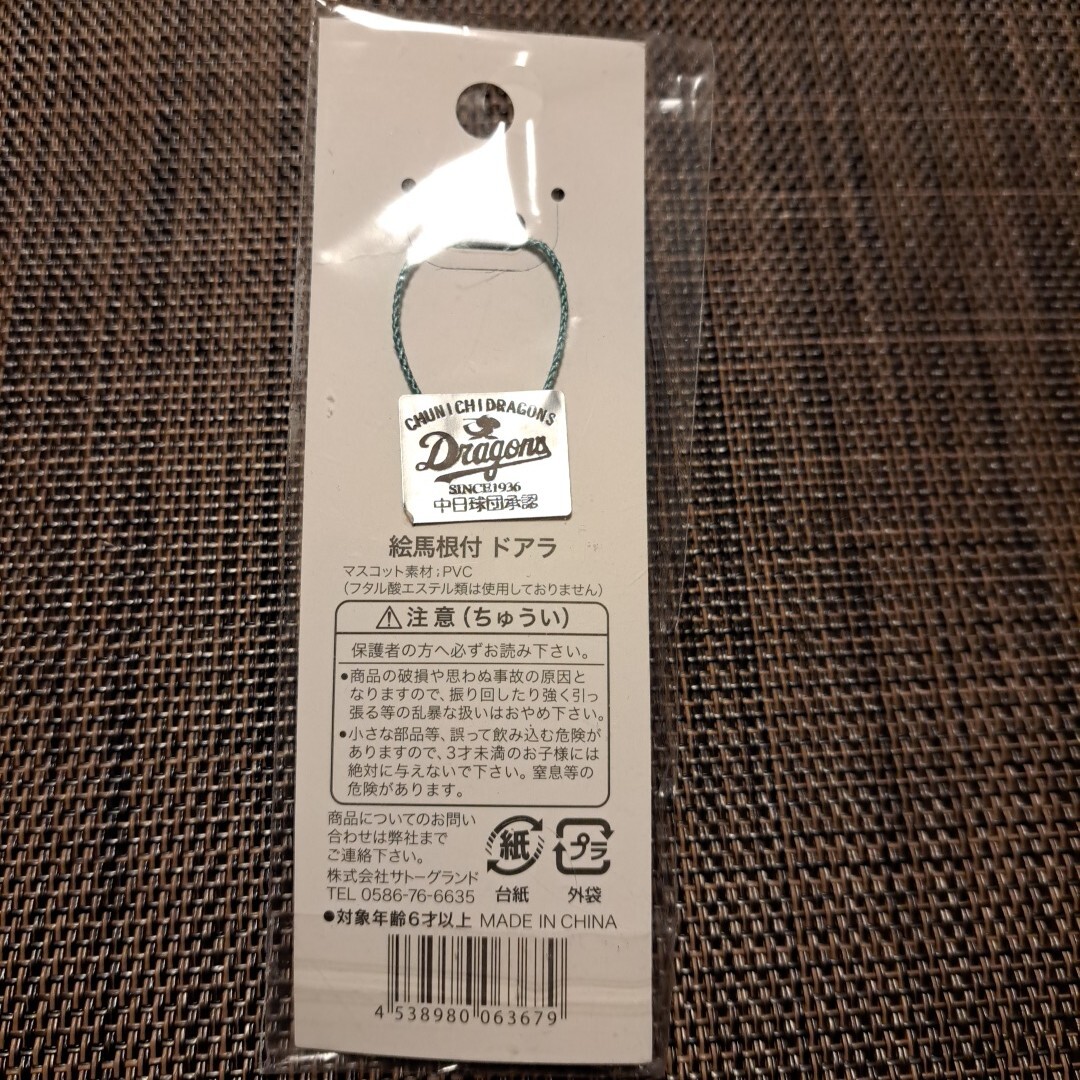 CHUNICHI DRAGONS
Dragons
SINCE 1936
中日球団承認
絵馬根付 ドアラ
マスコット素材；PVC
（フタル酸エステル類は使用しておりません）
注意（ちゅうい）
保護者の方へ必ずお読み下さい。
●商品の破損や思わぬ事故の原因と
なりますので、振り回したり強く引っ
張る等の乱暴な扱いはおやめ下さい。
●小さな部品等、誤って飲み込む危険が
ありますので、3才未満のお子様には
絶対に与えないで下さい。窒息等の
危険があります。
商品についてのお問い
合わせは弊社まで
ご連絡下さい。
株式会社サトーグランド
TEL 0586-76-6635
紙
台紙
プラ
外袋
●対象年齢6才以上 MADE IN CHINA
4 538980 063679